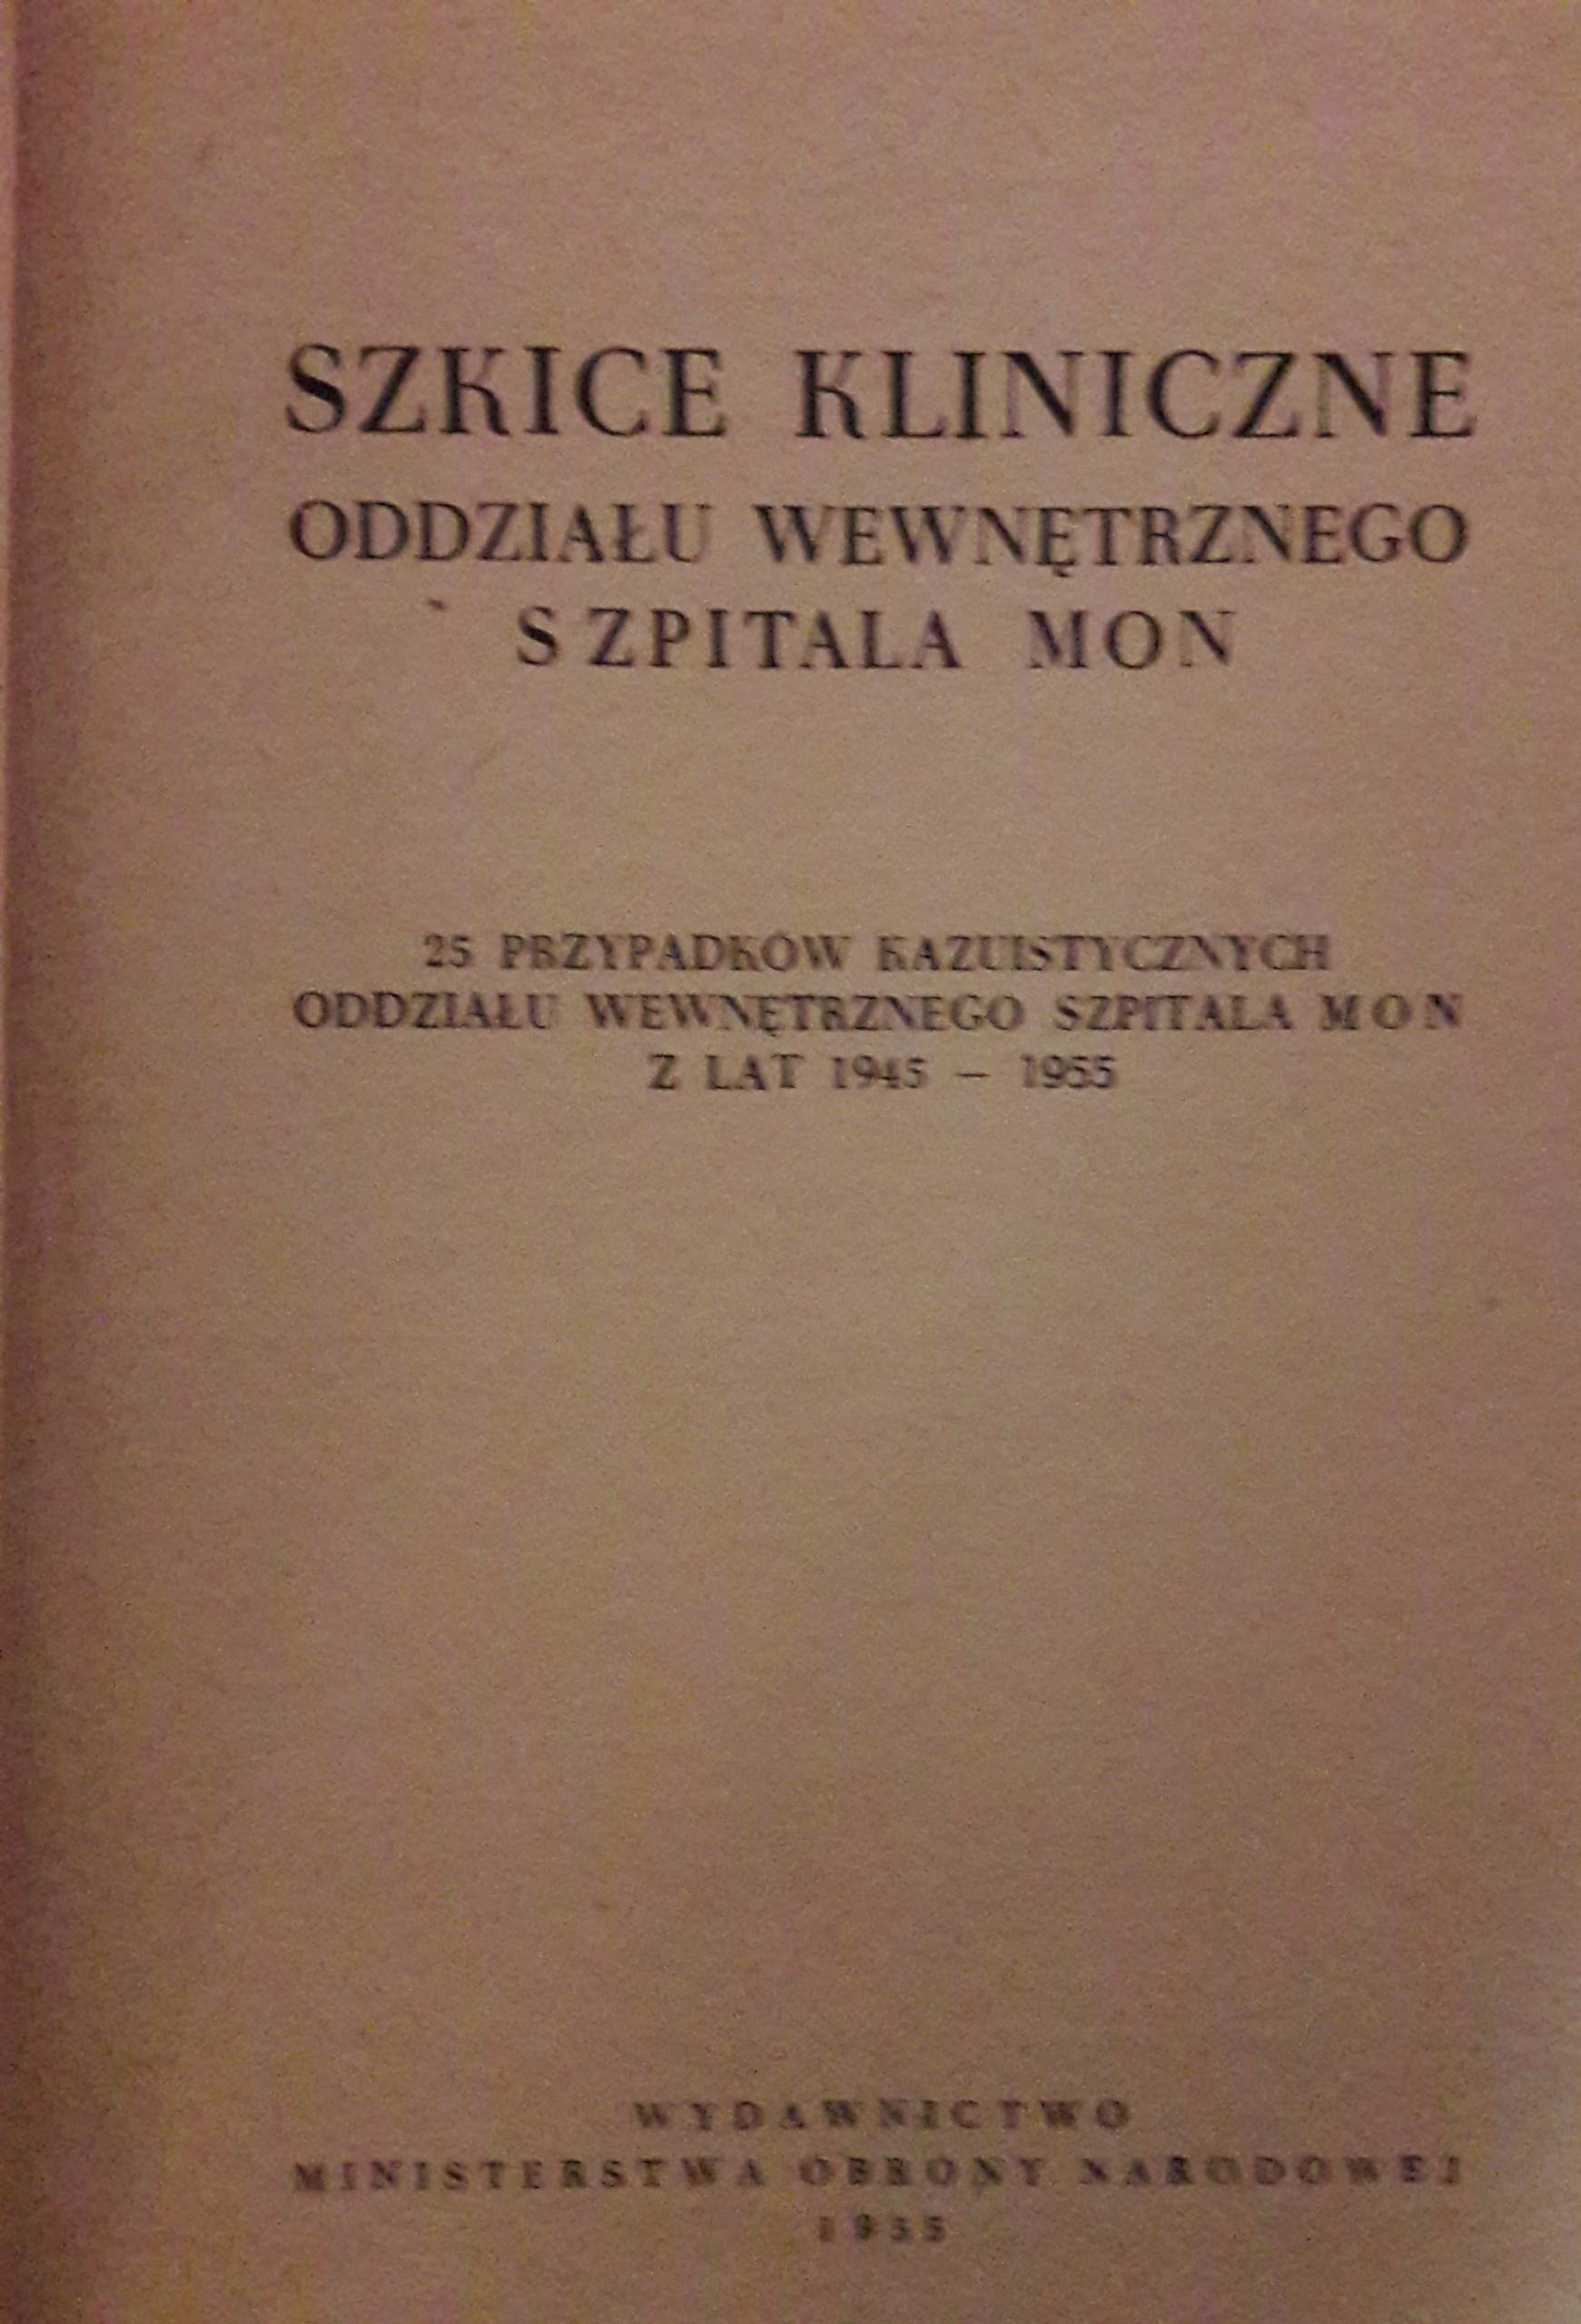 SZKICE KLINICZNE
ODDZIAŁU WEWNĘTRZNEGO
SZPITALA MON
25 PRZYPADKÓW KAZUISTYCZNYCH
ODDZIAŁU WEWNĘTRZNEGO SZPITALA MON
Z LAT 1945 – 1955
WYDAWNICTWO
MINISTERSTWA OBRONY NARODOWEJ
1955